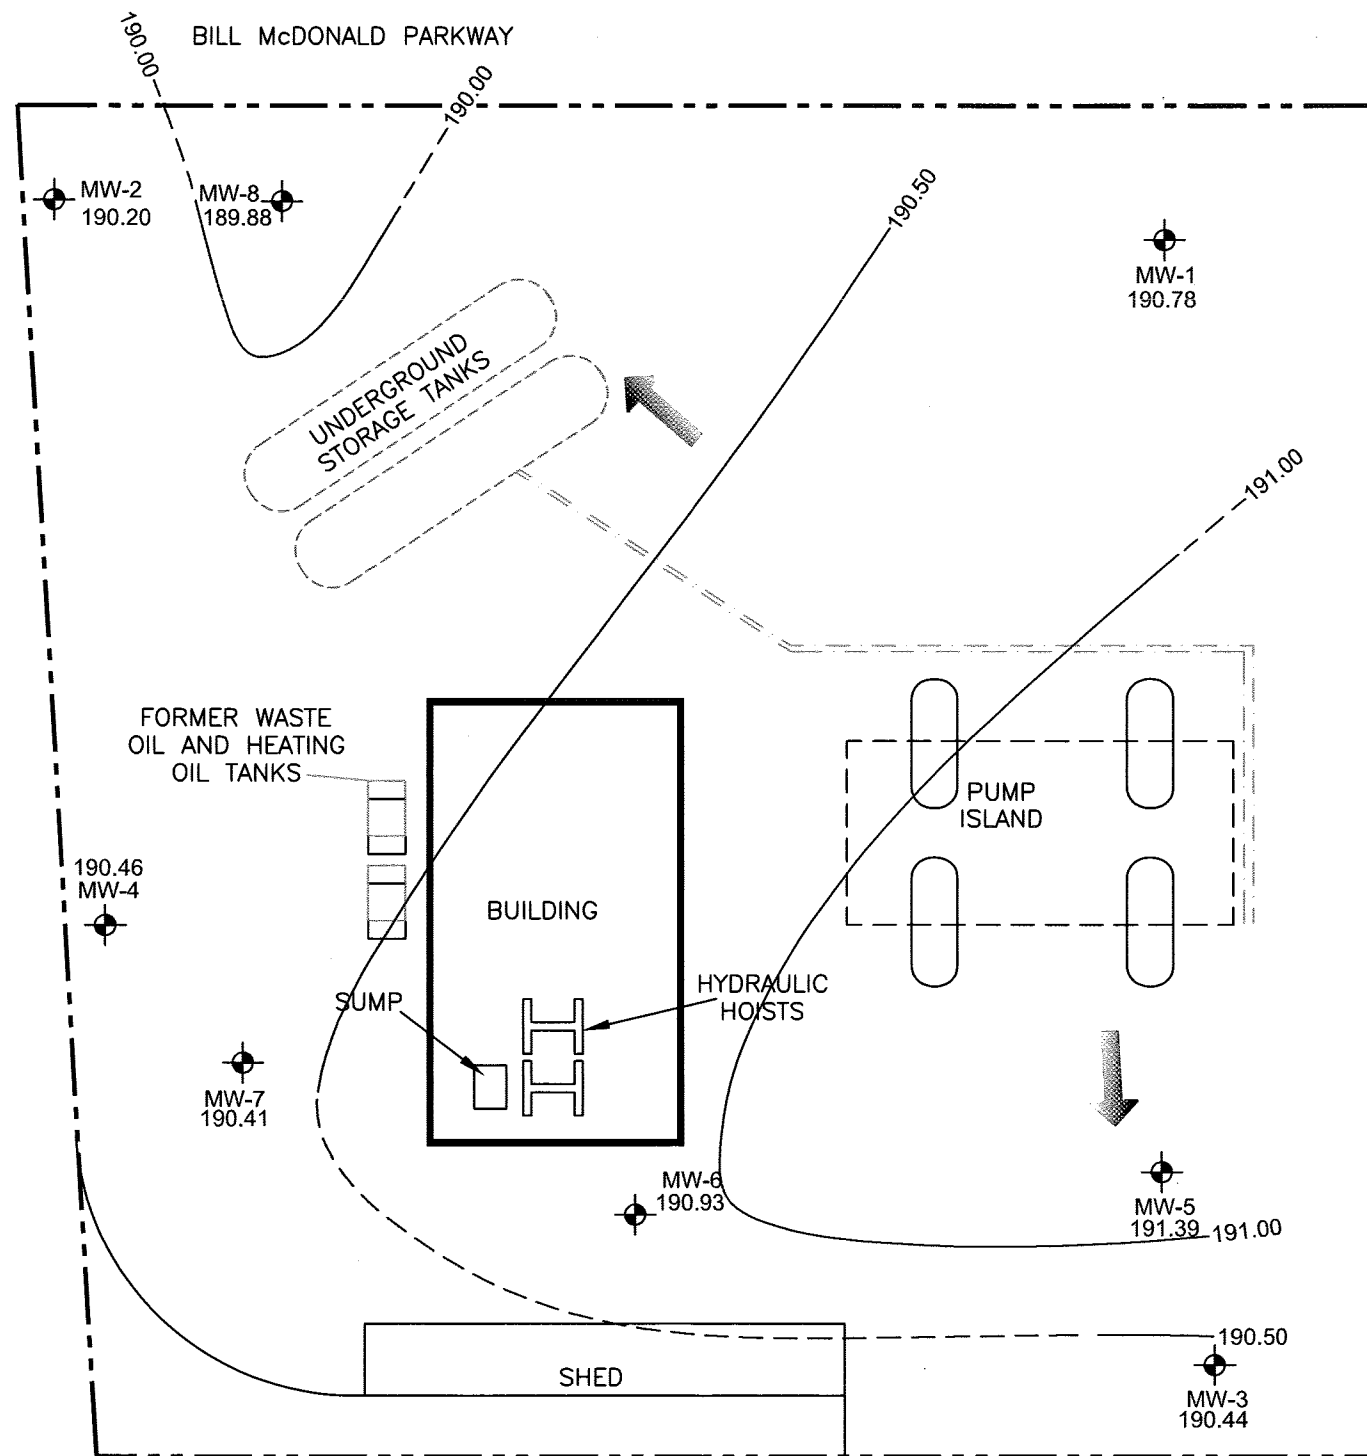 BILL McDONALD PARKWAY
190.00
190.00
MW-2
190.20
MW-8
189.88
190.50
MW-1
190.78
UNDERGROUND
STORAGE TANKS
191.00
FORMER WASTE
OIL AND HEATING
OIL TANKS
PUMP
ISLAND
190.46
MW-4
BUILDING
HYDRAULIC
HOISTS
SUMP
MW-7
190.41
MW-6
190.93
MW-5
191.39
191.00
190.50
SHED
MW-3
190.44